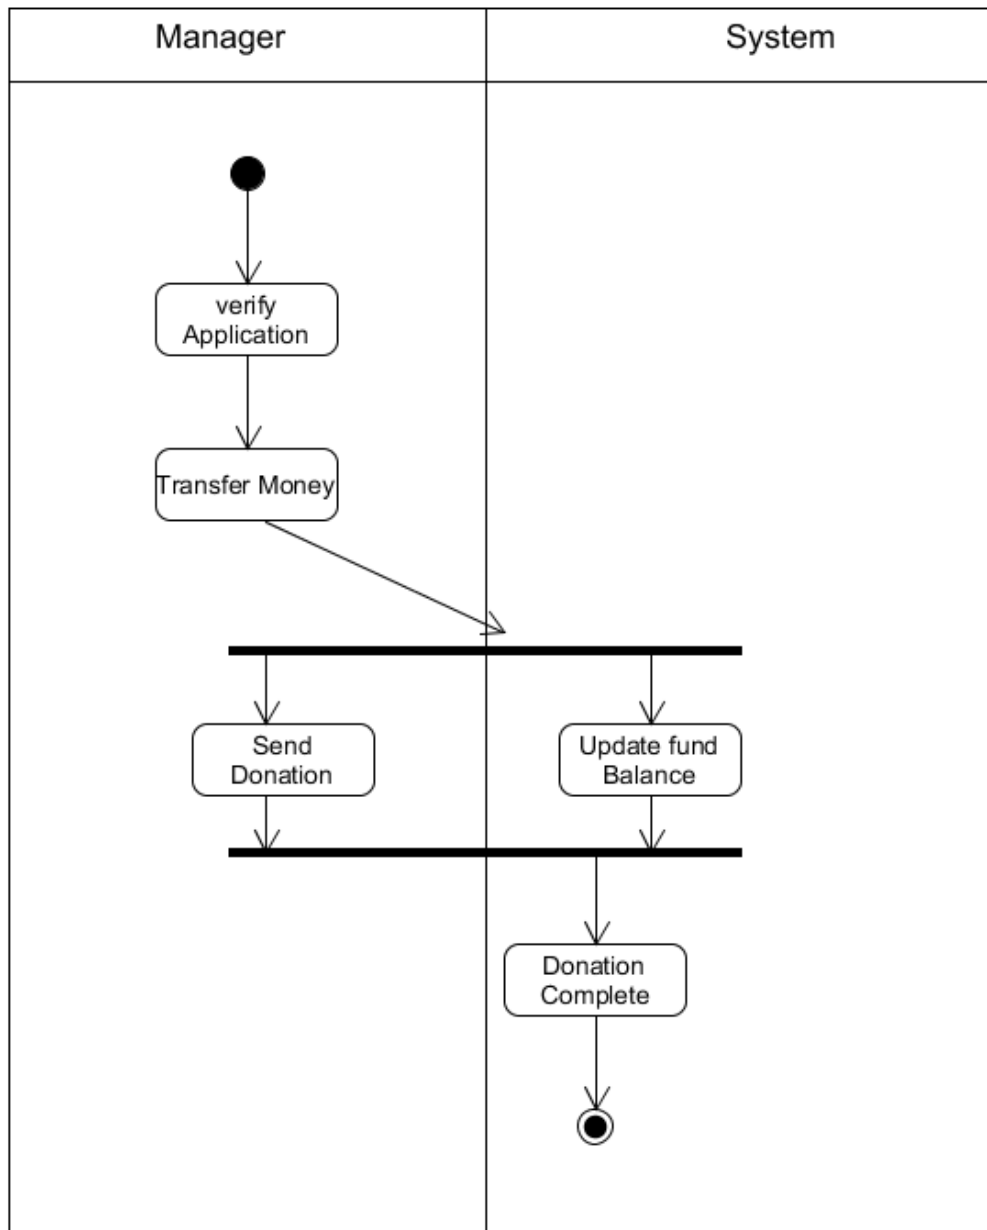 Manager
System
verify
Application
Transfer Money
Send
Donation
Update fund
Balance
Donation
Complete